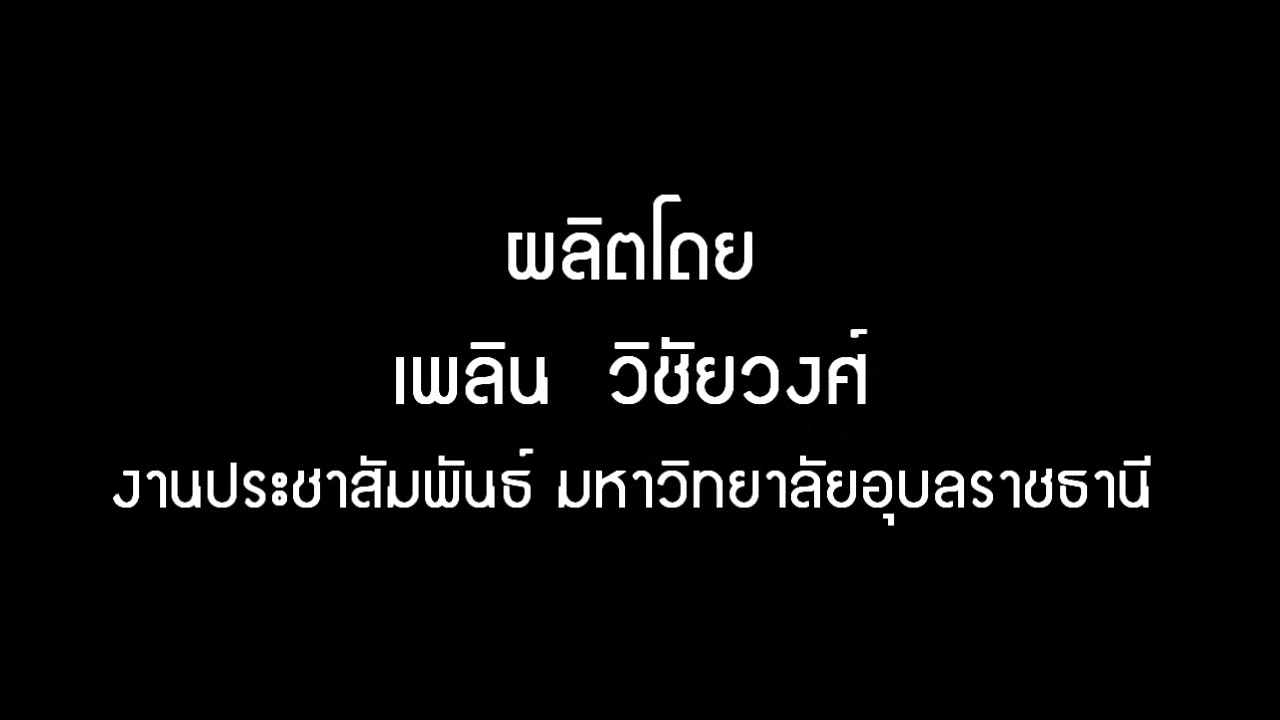 ผลิตโดย
เพลิน วิชัยวงศ์
งานประชาสัมพันธ์ มหาวิทยาลัยอุบลราชธานี